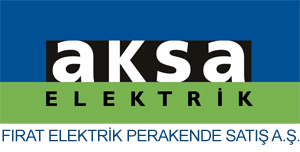 aksa
ELEKTRİK
FIRAT ELEKTRİK PERAKENDE SATIŞ A.Ş.